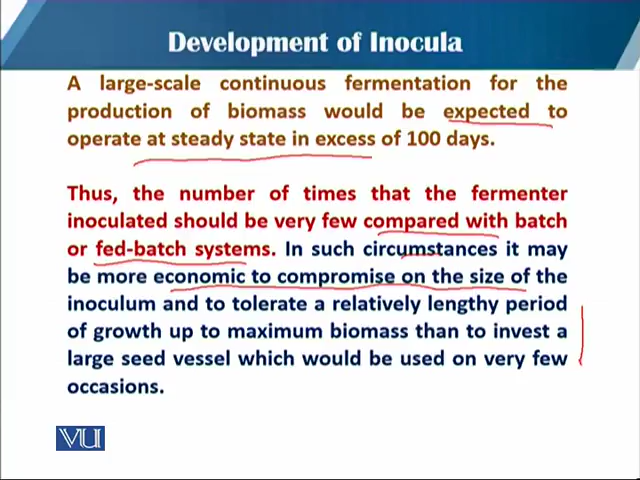 Development of Inocula
A large-scale continuous fermentation for the
production of biomass would be expected to
operate at steady state in excess of 100 days.
Thus, the number of times that the fermenter
inoculated should be very few compared with batch
or fed-batch systems. In such circumstances it may
be more economic to compromise on the size of the
inoculum and to tolerate a relatively lengthy period
of growth up to maximum biomass than to invest a
large seed vessel which would be used on very few
occasions.
VU